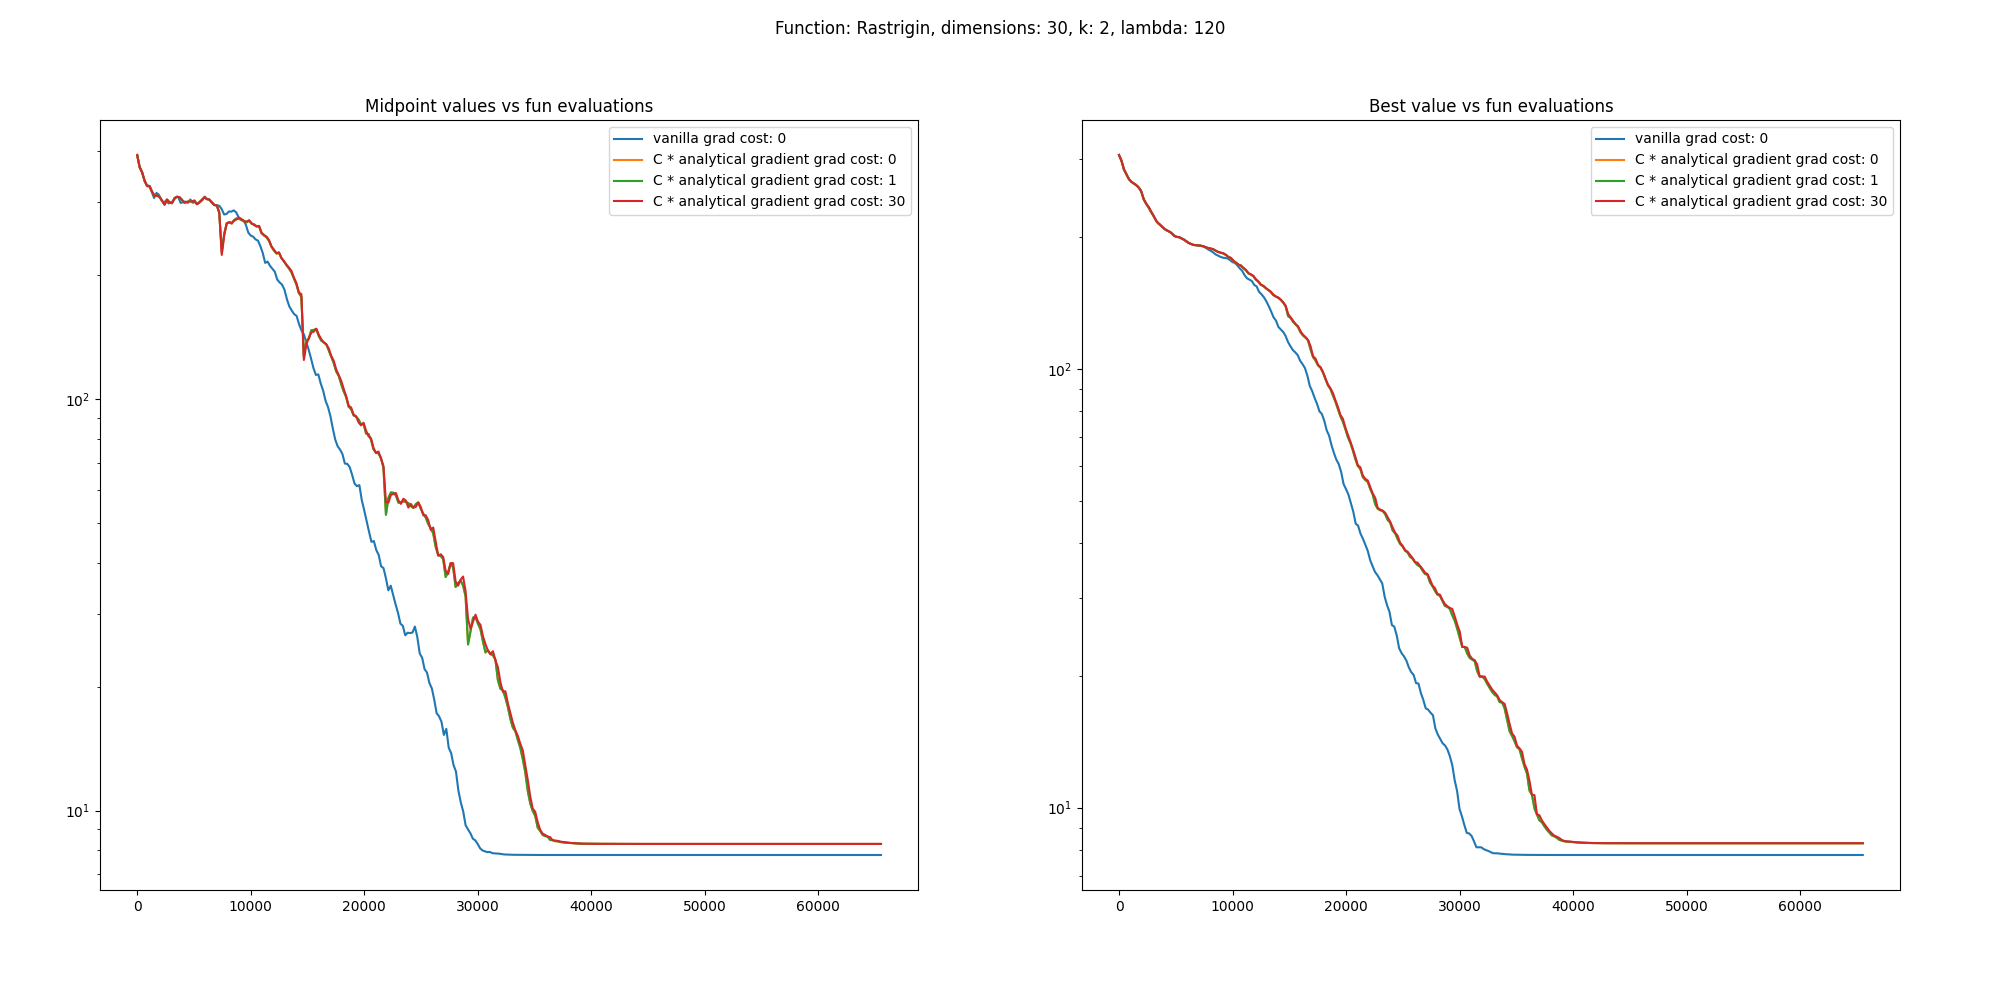 Function: Rastrigin, dimensions: 30, k: 2, lambda: 120
Midpoint values vs fun evaluations
vanilla grad cost: 0
C * analytical gradient grad cost: 0
C * analytical gradient grad cost: 1
C * analytical gradient grad cost: 30
10²
10¹
0 10000 20000 30000 40000 50000 60000
Best value vs fun evaluations
vanilla grad cost: 0
C * analytical gradient grad cost: 0
C * analytical gradient grad cost: 1
C * analytical gradient grad cost: 30
10²
10¹
0 10000 20000 30000 40000 50000 60000